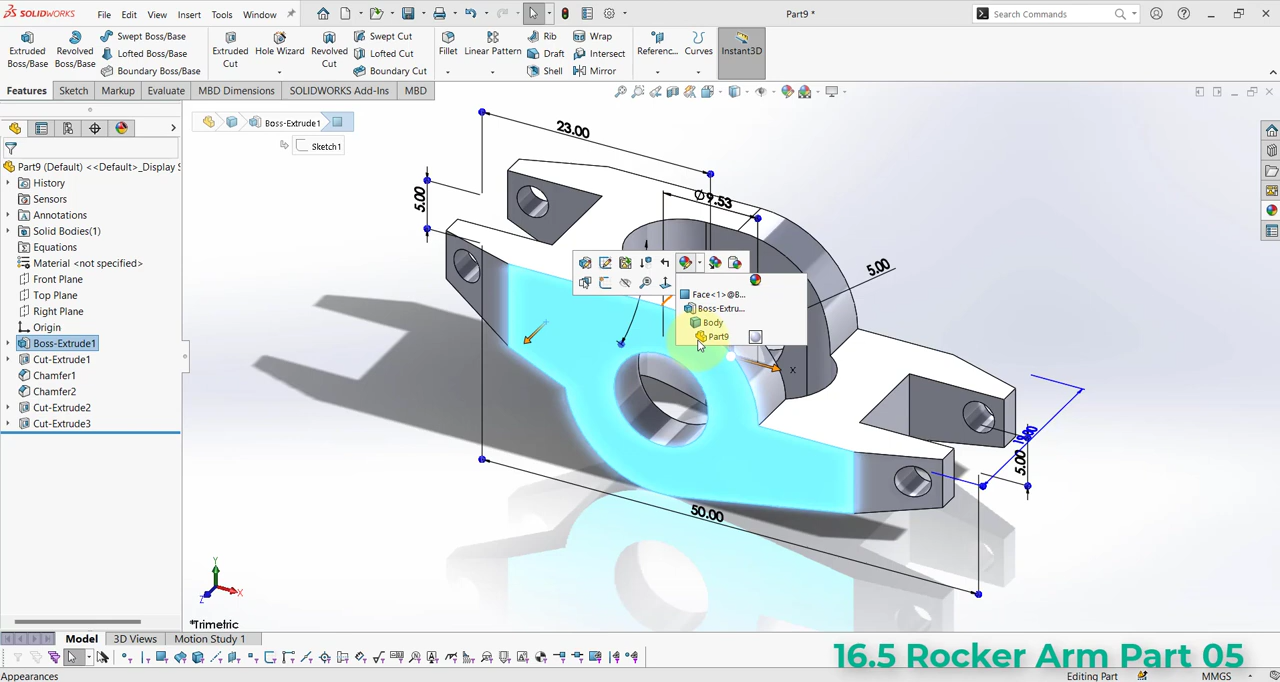 SOLIDWORKS File Edit View Insert Tools Window Part9 * Search Commands
Extruded Boss/Base
Revolved Boss/Base
Swept Boss/Base
Lofted Boss/Base
Boundary Boss/Base
Extruded Cut
Hole Wizard
Revolved Cut
Swept Cut
Lofted Cut
Boundary Cut
Fillet
Linear Pattern
Rib
Draft
Shell
Wrap
Intersect
Mirror
Referenc...
Curves
Instant3D
Features Sketch Markup Evaluate MBD Dimensions SOLIDWORKS Add-Ins MBD
Boss-Extrude1
Sketch1
Part9 (Default) <<Default>_Display S
History
Sensors
Annotations
Equations
Solid Bodies(1)
Material <not specified>
Front Plane
Top Plane
Right Plane
Origin
Boss-Extrude1
Cut-Extrude1
Chamfer1
Chamfer2
Cut-Extrude2
Cut-Extrude3
23.00
5.00
Ø9.53
5.00
Face<1>@B...
Boss-Extru...
Body
Part9
X
5.00
50.00
Y
X
Z
*Trimetric
Model 3D Views Motion Study 1
16.5 Rocker Arm Part 05
Appearances Editing Part MMGS